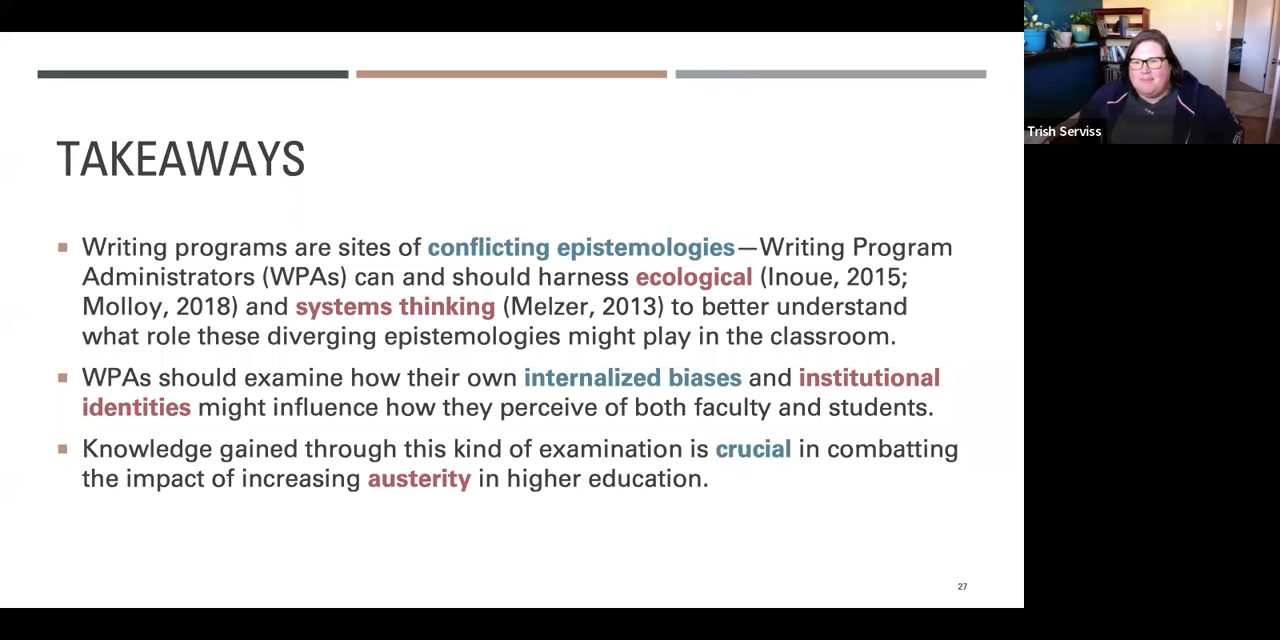 TAKEAWAYS
Writing programs are sites of conflicting epistemologies—Writing Program
Administrators (WPAs) can and should harness ecological (Inoue, 2015;
Molloy, 2018) and systems thinking (Melzer, 2013) to better understand
what role these diverging epistemologies might play in the classroom.
WPAs should examine how their own internalized biases and institutional
identities might influence how they perceive of both faculty and students.
Knowledge gained through this kind of examination is crucial in combatting
the impact of increasing austerity in higher education.
27
Trish Serviss